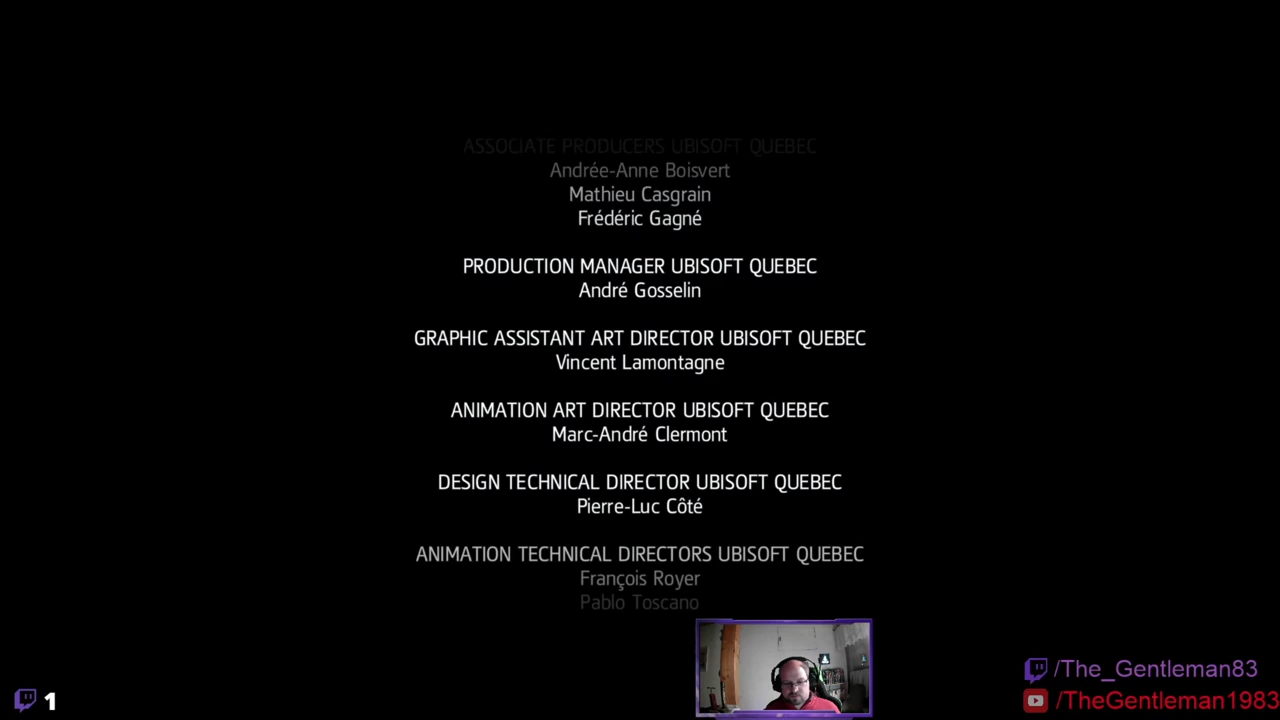 ASSOCIATE PRODUCERS UBISOFT QUEBEC
Andrée-Anne Boisvert
Mathieu Casgrain
Frédéric Gagné
PRODUCTION MANAGER UBISOFT QUEBEC
André Gosselin
GRAPHIC ASSISTANT ART DIRECTOR UBISOFT QUEBEC
Vincent Lamontagne
ANIMATION ART DIRECTOR UBISOFT QUEBEC
Marc-André Clermont
DESIGN TECHNICAL DIRECTOR UBISOFT QUEBEC
Pierre-Luc Côté
ANIMATION TECHNICAL DIRECTORS UBISOFT QUEBEC
François Royer
Pablo Toscano
/The_Gentleman83
/TheGentleman1983
1